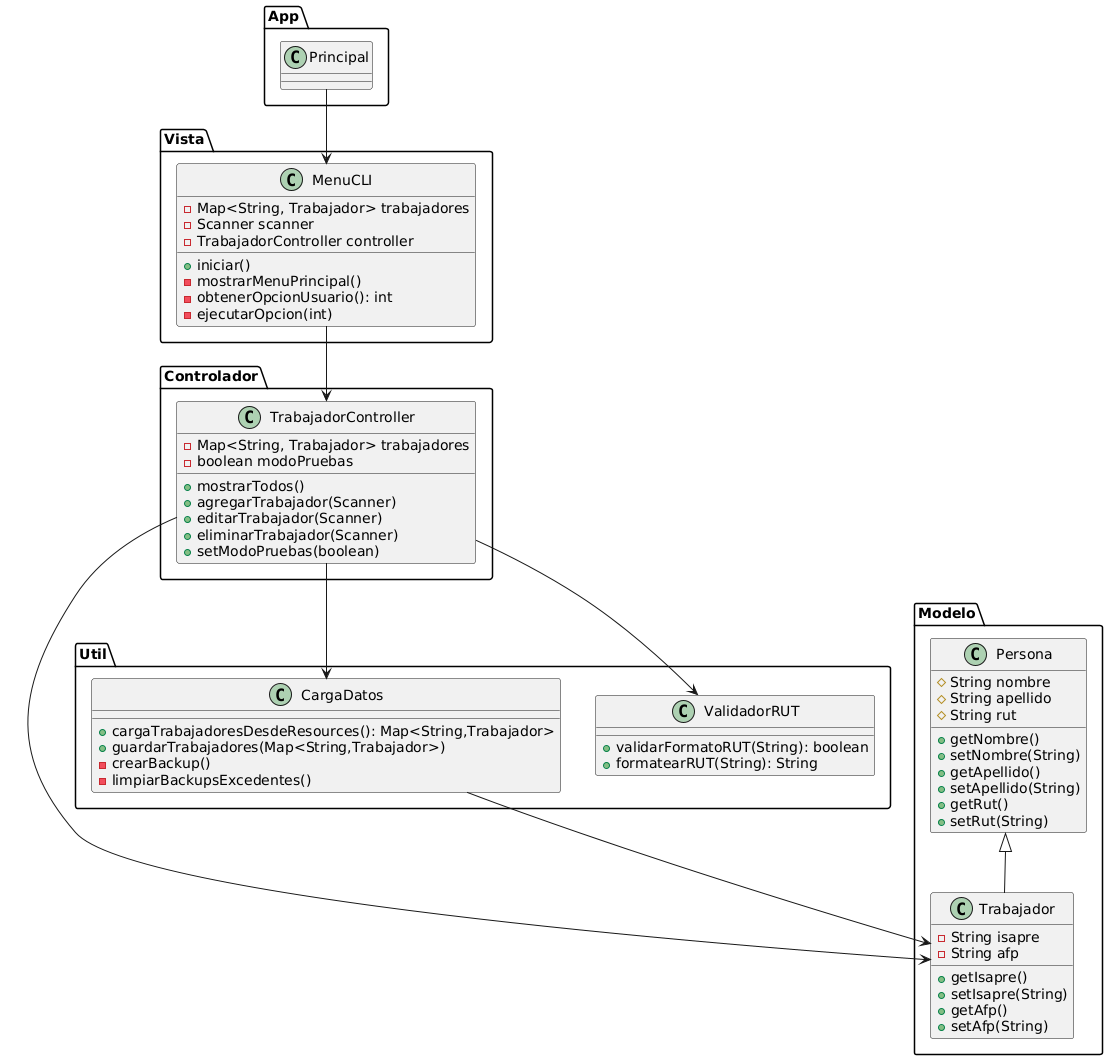 App
Principal
Vista
MenuCLI
Map<String, Trabajador> trabajadores
Scanner scanner
TrabajadorController controller
iniciar()
mostrarMenuPrincipal()
obtenerOpcionUsuario(): int
ejecutarOpcion(int)
Controlador
TrabajadorController
Map<String, Trabajador> trabajadores
boolean modoPruebas
mostrarTodos()
agregarTrabajador(Scanner)
editarTrabajador(Scanner)
eliminarTrabajador(Scanner)
setModoPruebas(boolean)
Util
CargaDatos
cargaTrabajadoresDesdeResources(): Map<String,Trabajador>
guardarTrabajadores(Map<String,Trabajador>)
crearBackup()
limpiarBackupsExcedentes()
ValidadorRUT
validarFormatoRUT(String): boolean
formatearRUT(String): String
Modelo
Persona
String nombre
String apellido
String rut
getNombre()
setNombre(String)
getApellido()
setApellido(String)
getRut()
setRut(String)
Trabajador
String isapre
String afp
getIsapre()
setIsapre(String)
getAfp()
setAfp(String)